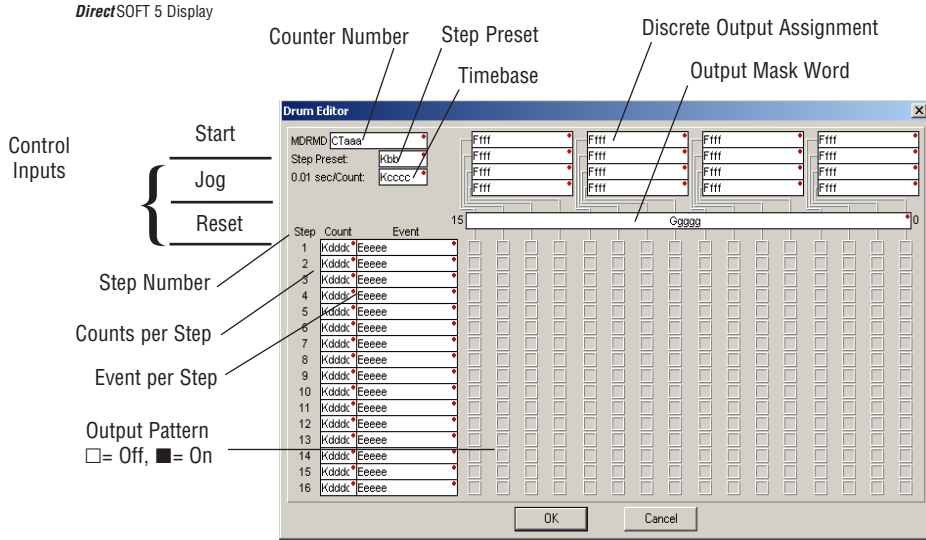 DirectSOFT 5 Display
Counter Number
Step Preset
Discrete Output Assignment
Timebase
Output Mask Word
Control
Inputs
Start
Jog
Reset
Step Number
Counts per Step
Event per Step
Output Pattern
□= Off, ■= On
Drum Editor
MDRMD CTaaa
Step Preset: Kbb
0.01 sec/Count: Kcccc
Ffff Ffff Ffff Ffff
Ffff Ffff Ffff Ffff
Ffff Ffff Ffff Ffff
Ffff Ffff Ffff Ffff
15 Ggggg 0
Step Count Event
1 Kdddc Eeeee
2 Kdddc Eeeee
3 Kdddc Eeeee
4 Kdddc Eeeee
5 Kdddc Eeeee
6 Kdddc Eeeee
7 Kdddc Eeeee
8 Kdddc Eeeee
9 Kdddc Eeeee
10 Kdddc Eeeee
11 Kdddc Eeeee
12 Kdddc Eeeee
13 Kdddc Eeeee
14 Kdddc Eeeee
15 Kdddc Eeeee
16 Kdddc Eeeee
OK Cancel